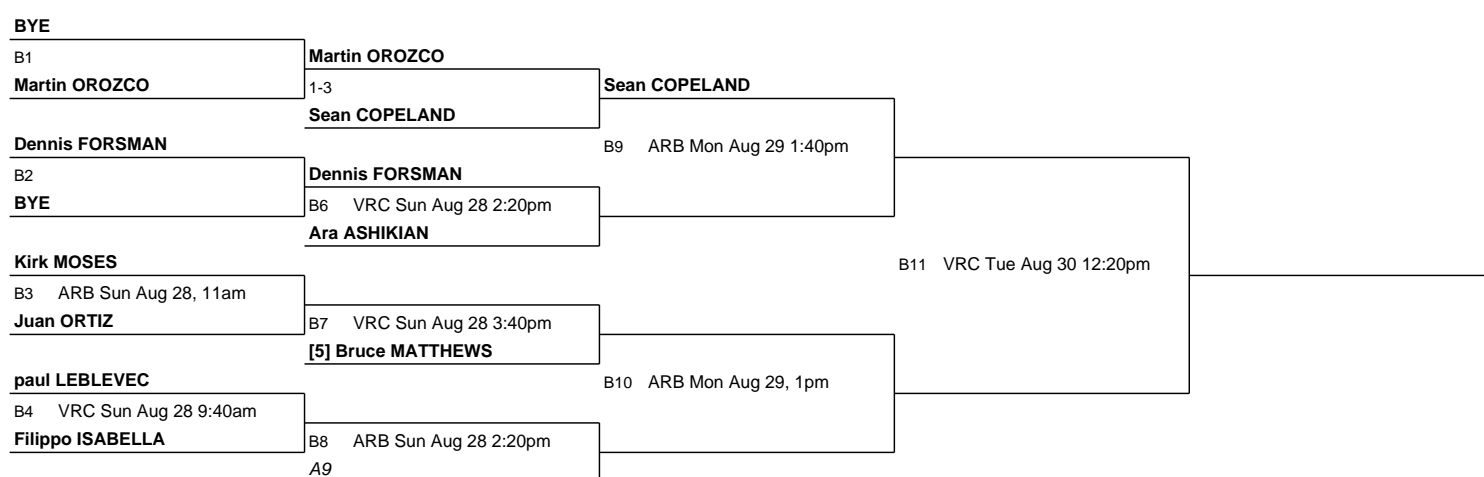 BYE
B1
Martin OROZCO
Martin OROZCO
1-3
Sean COPELAND
Sean COPELAND
Dennis FORSMAN
B2
BYE
Dennis FORSMAN
B6 VRC Sun Aug 28 2:20pm
Ara ASHIKIAN
B9 ARB Mon Aug 29 1:40pm
Kirk MOSES
B3 ARB Sun Aug 28, 11am
Juan ORTIZ
B7 VRC Sun Aug 28 3:40pm
[5] Bruce MATTHEWS
paul LEBLEVEC
B4 VRC Sun Aug 28 9:40am
Filippo ISABELLA
B8 ARB Sun Aug 28 2:20pm
A9
B10 ARB Mon Aug 29, 1pm
B11 VRC Tue Aug 30 12:20pm